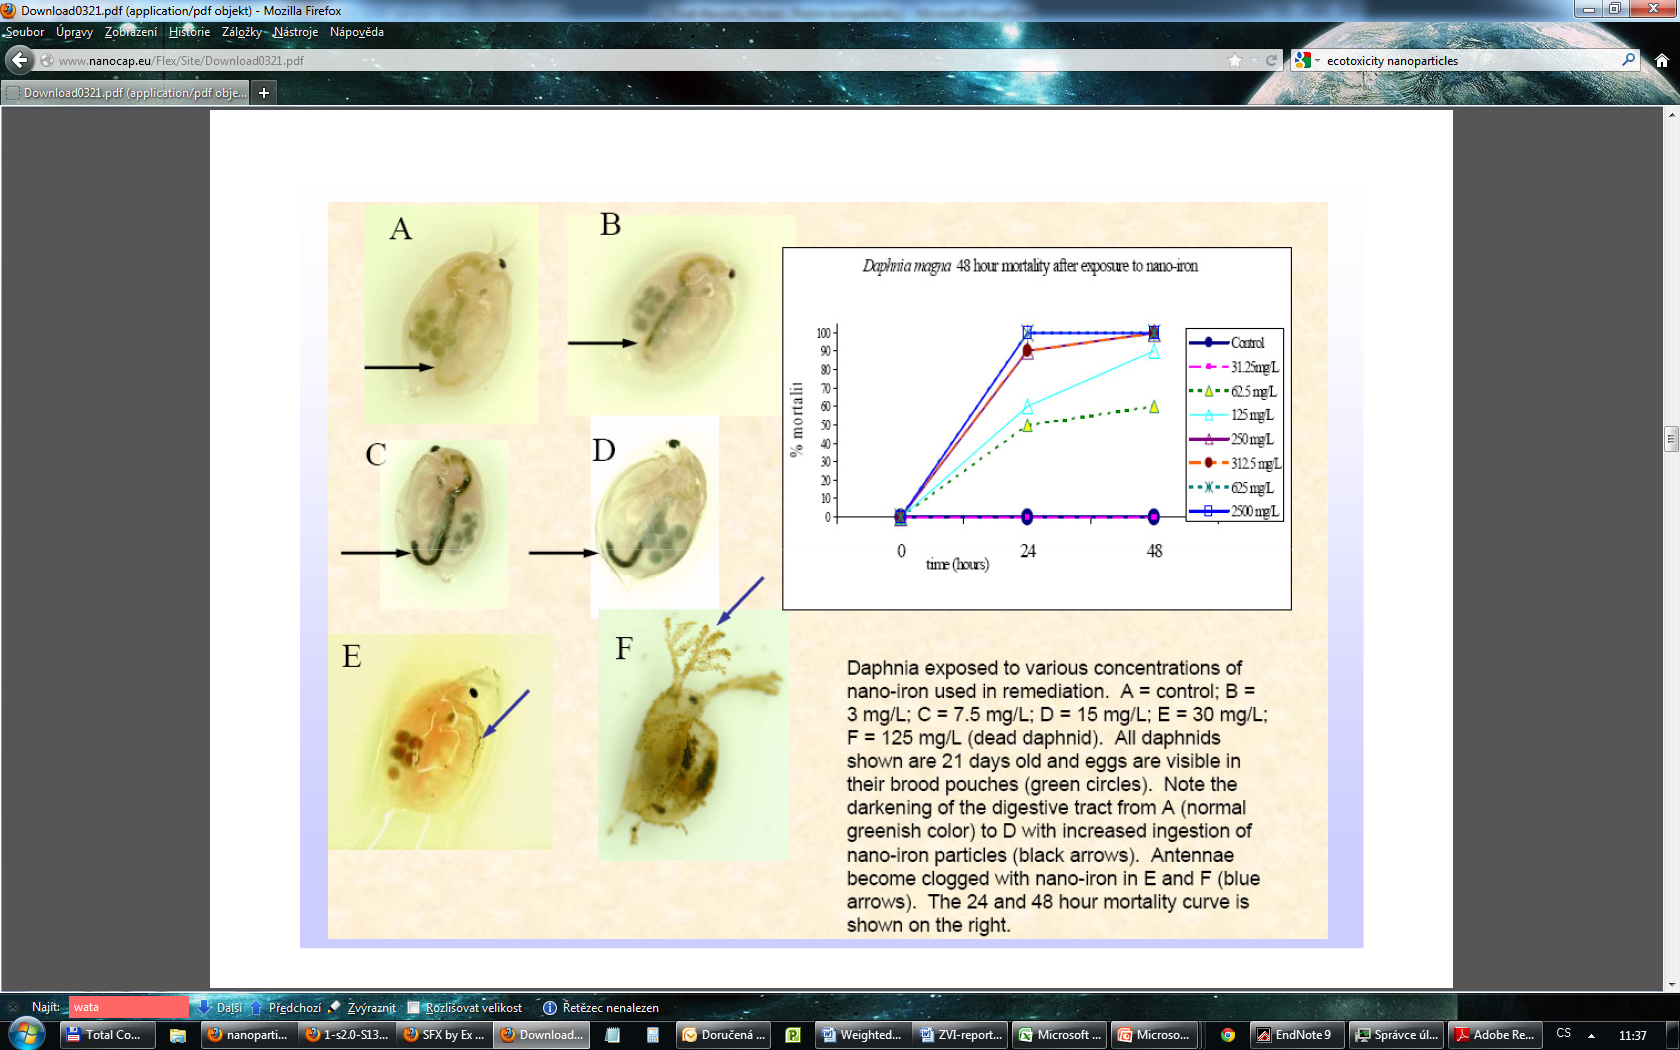 Download0321.pdf (application/pdf objekt) - Mozilla Firefox
Soubor Úpravy Zobrazení Historie Záložky Nástroje Nápověda
www.nanocap.eu/Flex/Site/Download0321.pdf
ecotoxicity nanoparticles
Download0321.pdf (application/pdf obje...
A
B
Daphnia magna 48 hour mortality after exposure to nano-iron
% mortalit
100
90
80
70
60
50
40
30
20
10
0
0 24 48
time (hours)
Control
31.25mg/L
62.5 mg/L
125 mg/L
250 mg/L
312.5 mg/L
625 mg/L
2500 mg/L
C
D
E
F
Daphnia exposed to various concentrations of
nano-iron used in remediation. A = control; B =
3 mg/L; C = 7.5 mg/L; D = 15 mg/L; E = 30 mg/L;
F = 125 mg/L (dead daphnid). All daphnids
shown are 21 days old and eggs are visible in
their brood pouches (green circles). Note the
darkening of the digestive tract from A (normal
greenish color) to D with increased ingestion of
nano-iron particles (black arrows). Antennae
become clogged with nano-iron in E and F (blue
arrows). The 24 and 48 hour mortality curve is
shown on the right.
Najít: wata Další Předchozí Zvýraznit Rozlišovat velikost Řetězec nenalezen
Total Co... nanoparti... 1-s2.0-S13... SFX by Ex ... Download... Doručená ... Weighted... ZVI-report... Microsoft ... Microso... EndNote 9 Správce úl... Adobe Re... CS 11:37